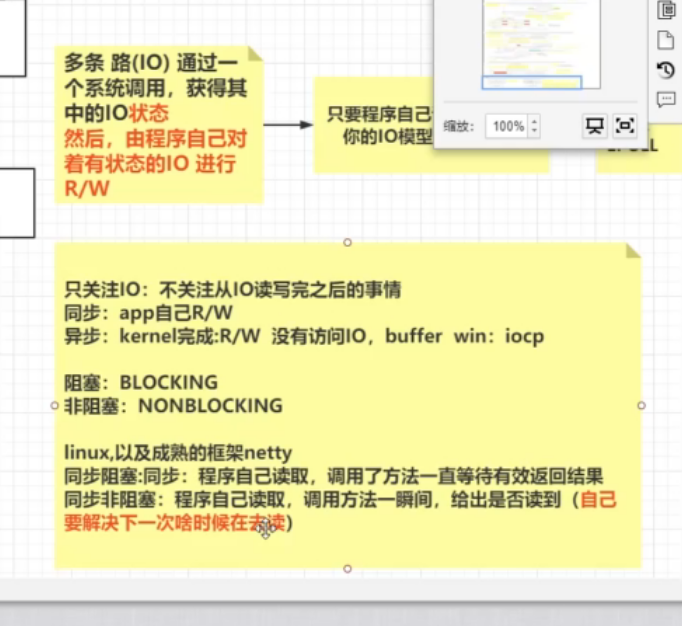 多条 路(IO) 通过一
个系统调用，获得其
中的IO状态
然后，由程序自己对
着有状态的IO 进行
R/W
只要程序自己
你的IO模型
缩放： 100%
只关注IO：不关注从IO读写完之后的事情
同步：app自己R/W
异步：kernel完成:R/W 没有访问IO，buffer win：iocp
阻塞：BLOCKING
非阻塞：NONBLOCKING
linux,以及成熟的框架netty
同步阻塞:同步：程序自己读取，调用了方法一直等待有效返回结果
同步非阻塞：程序自己读取，调用方法一瞬间，给出是否读到（自己
要解决下一次啥时候在去读）